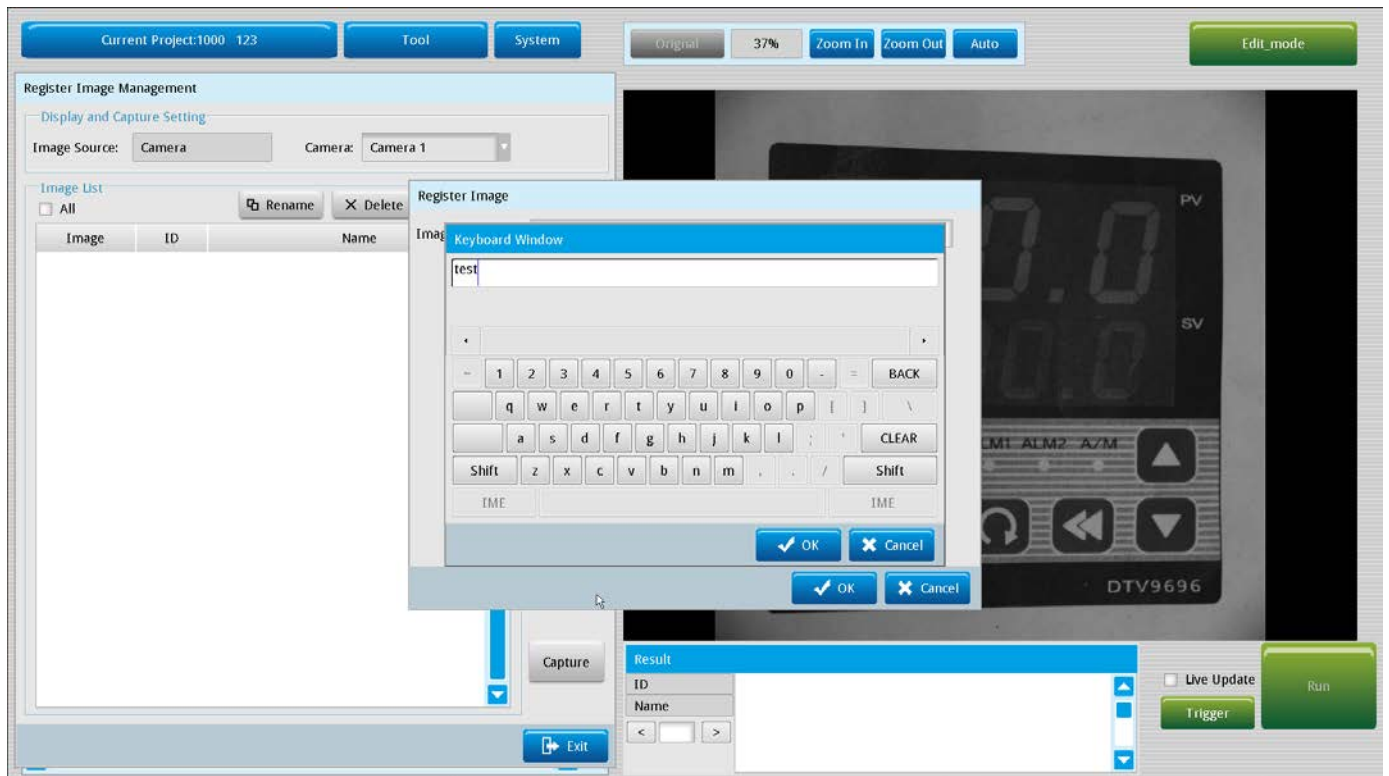 Current Project:1000 123
Tool
System
Orignal
37%
Zoom In
Zoom Out
Auto
Edit_mode
Register Image Management
Display and Capture Setting
Image Source: Camera
Camera: Camera 1
Image List
All
Rename
Delete
Image ID Name
Register Image
Keyboard Window
test
~ 1 2 3 4 5 6 7 8 9 0 - = BACK
q w e r t y u i o p [ ] \
a s d f g h j k l ; ' CLEAR
Shift z x c v b n m , . / Shift
IME IME
OK Cancel
OK Cancel
Capture
Exit
PV
SV
ALM2 A/M
DTV9696
Result
ID
Name
< >
Live Update
Trigger
Run